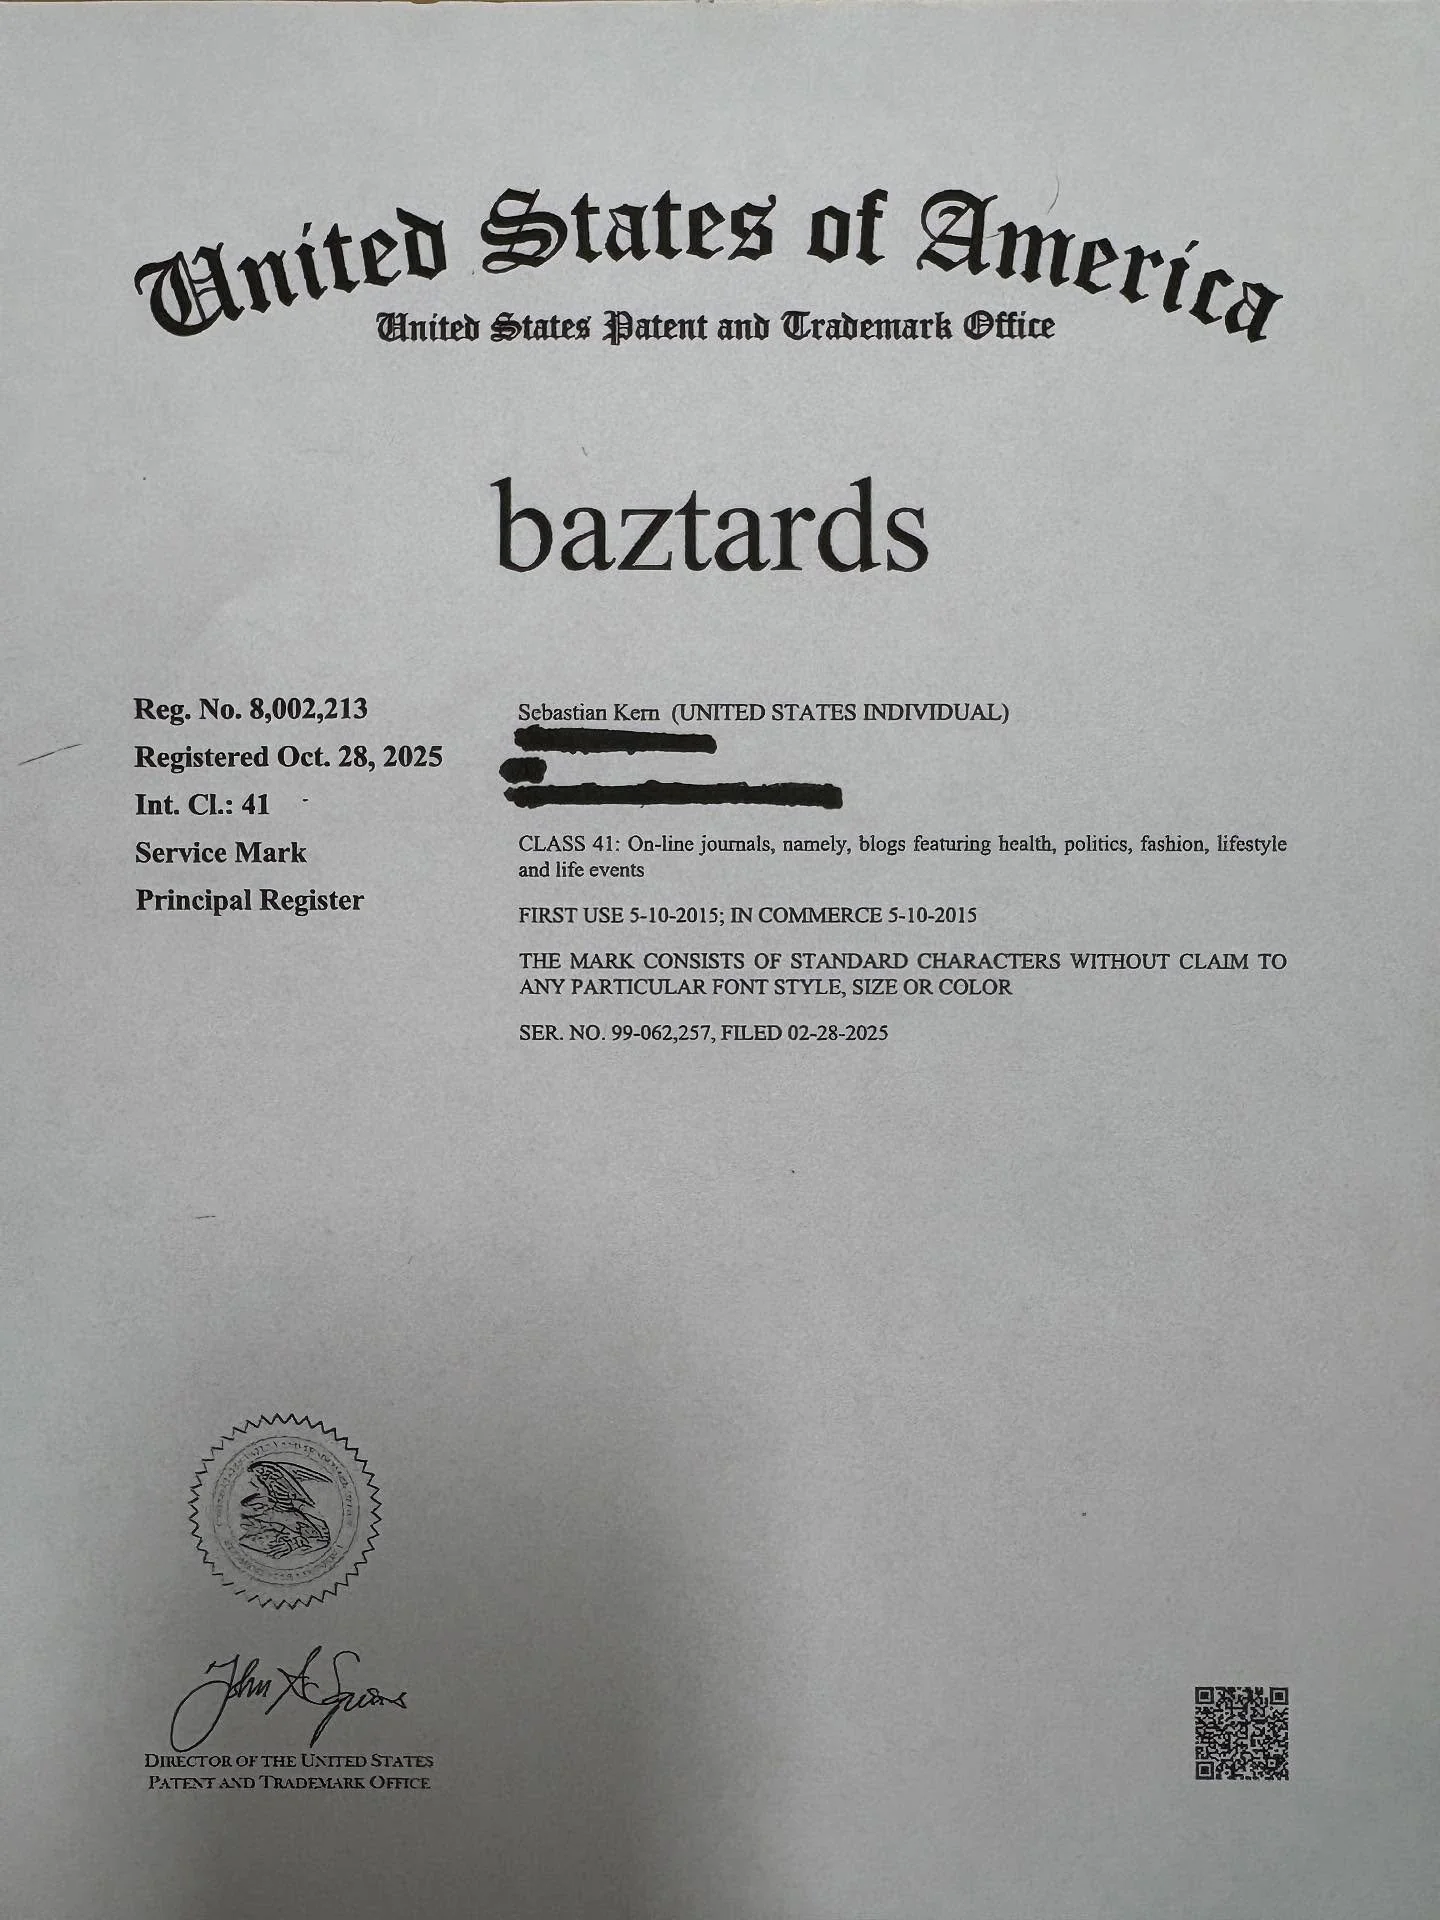 United States of America
United States Patent and Trademark Office
baztards
Reg. No. 8,002,213
Registered Oct. 28, 2025
Int. Cl.: 41
Service Mark
Principal Register
Sebastian Kern (UNITED STATES INDIVIDUAL)
CLASS 41: On-line journals, namely, blogs featuring health, politics, fashion, lifestyle
and life events
FIRST USE 5-10-2015; IN COMMERCE 5-10-2015
THE MARK CONSISTS OF STANDARD CHARACTERS WITHOUT CLAIM TO
ANY PARTICULAR FONT STYLE, SIZE OR COLOR
SER. NO. 99-062,257, FILED 02-28-2025
John A Squires
DIRECTOR OF THE UNITED STATES
PATENT AND TRADEMARK OFFICE